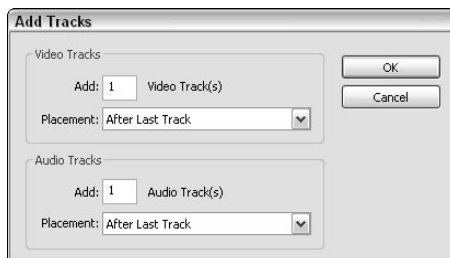 Add Tracks
Video Tracks
Add: 1 Video Track(s)
Placement: After Last Track
OK
Cancel
Audio Tracks
Add: 1 Audio Track(s)
Placement: After Last Track